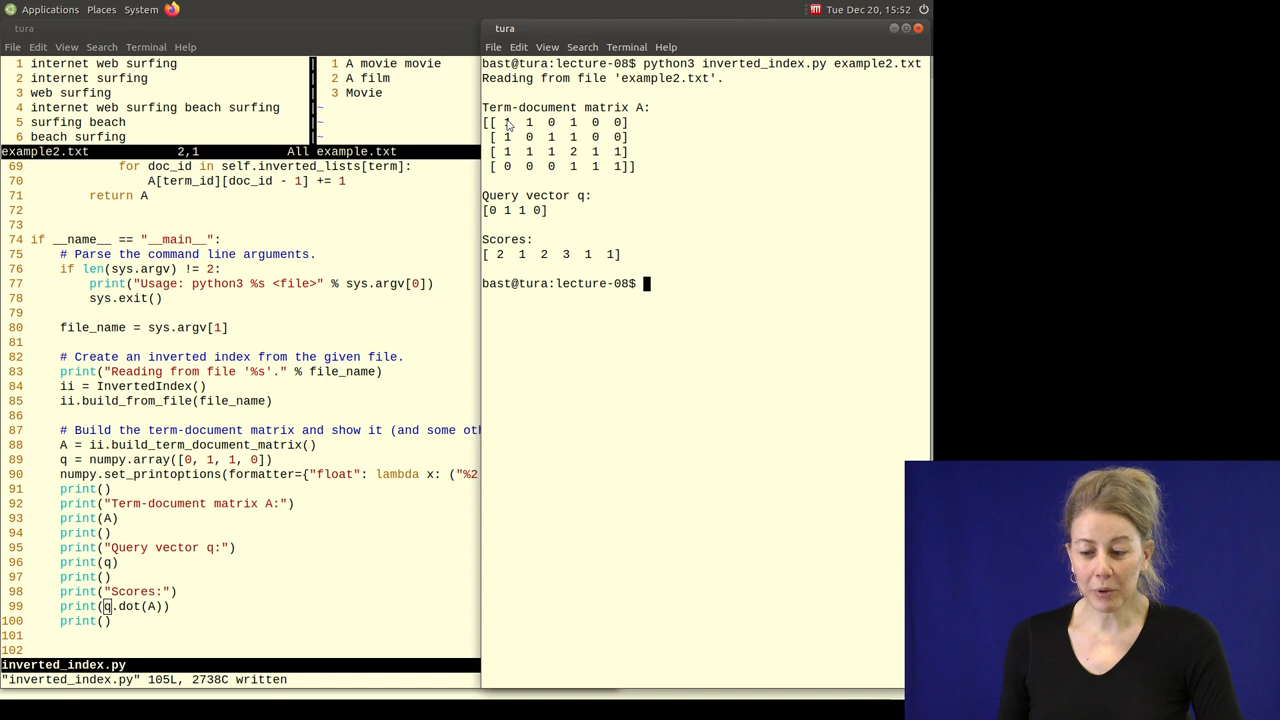 Applications Places System
Tue Dec 20, 15:52
tura
File Edit View Search Terminal Help
1 internet web surfing
2 internet surfing
3 web surfing
4 internet web surfing beach surfing
5 surfing beach
6 beach surfing
example2.txt 2,1 All
1 A movie movie
2 A film
3 Movie
~
~
~
example.txt
69 for doc_id in self.inverted_lists[term]:
70 A[term_id][doc_id - 1] += 1
71 return A
72
73
74 if __name__ == "__main__":
75 # Parse the command line arguments.
76 if len(sys.argv) != 2:
77 print("Usage: python3 %s <file>" % sys.argv[0])
78 sys.exit()
79
80 file_name = sys.argv[1]
81
82 # Create an inverted index from the given file.
83 print("Reading from file '%s'." % file_name)
84 ii = InvertedIndex()
85 ii.build_from_file(file_name)
86
87 # Build the term-document matrix and show it (and some ot
88 A = ii.build_term_document_matrix()
89 q = numpy.array([0, 1, 1, 0])
90 numpy.set_printoptions(formatter={"float": lambda x: ("%2
91 print()
92 print("Term-document matrix A:")
93 print(A)
94 print()
95 print("Query vector q:")
96 print(q)
97 print()
98 print("Scores:")
99 print(q.dot(A))
100 print()
101
102
inverted_index.py
"inverted_index.py" 105L, 2738C written
tura
File Edit View Search Terminal Help
bast@tura:lecture-08$ python3 inverted_index.py example2.txt
Reading from file 'example2.txt'.
Term-document matrix A:
[[ 1 1 0 1 0 0]
[ 1 0 1 1 0 0]
[ 1 1 1 2 1 1]
[ 0 0 0 1 1 1]]
Query vector q:
[0 1 1 0]
Scores:
[ 2 1 2 3 1 1]
bast@tura:lecture-08$